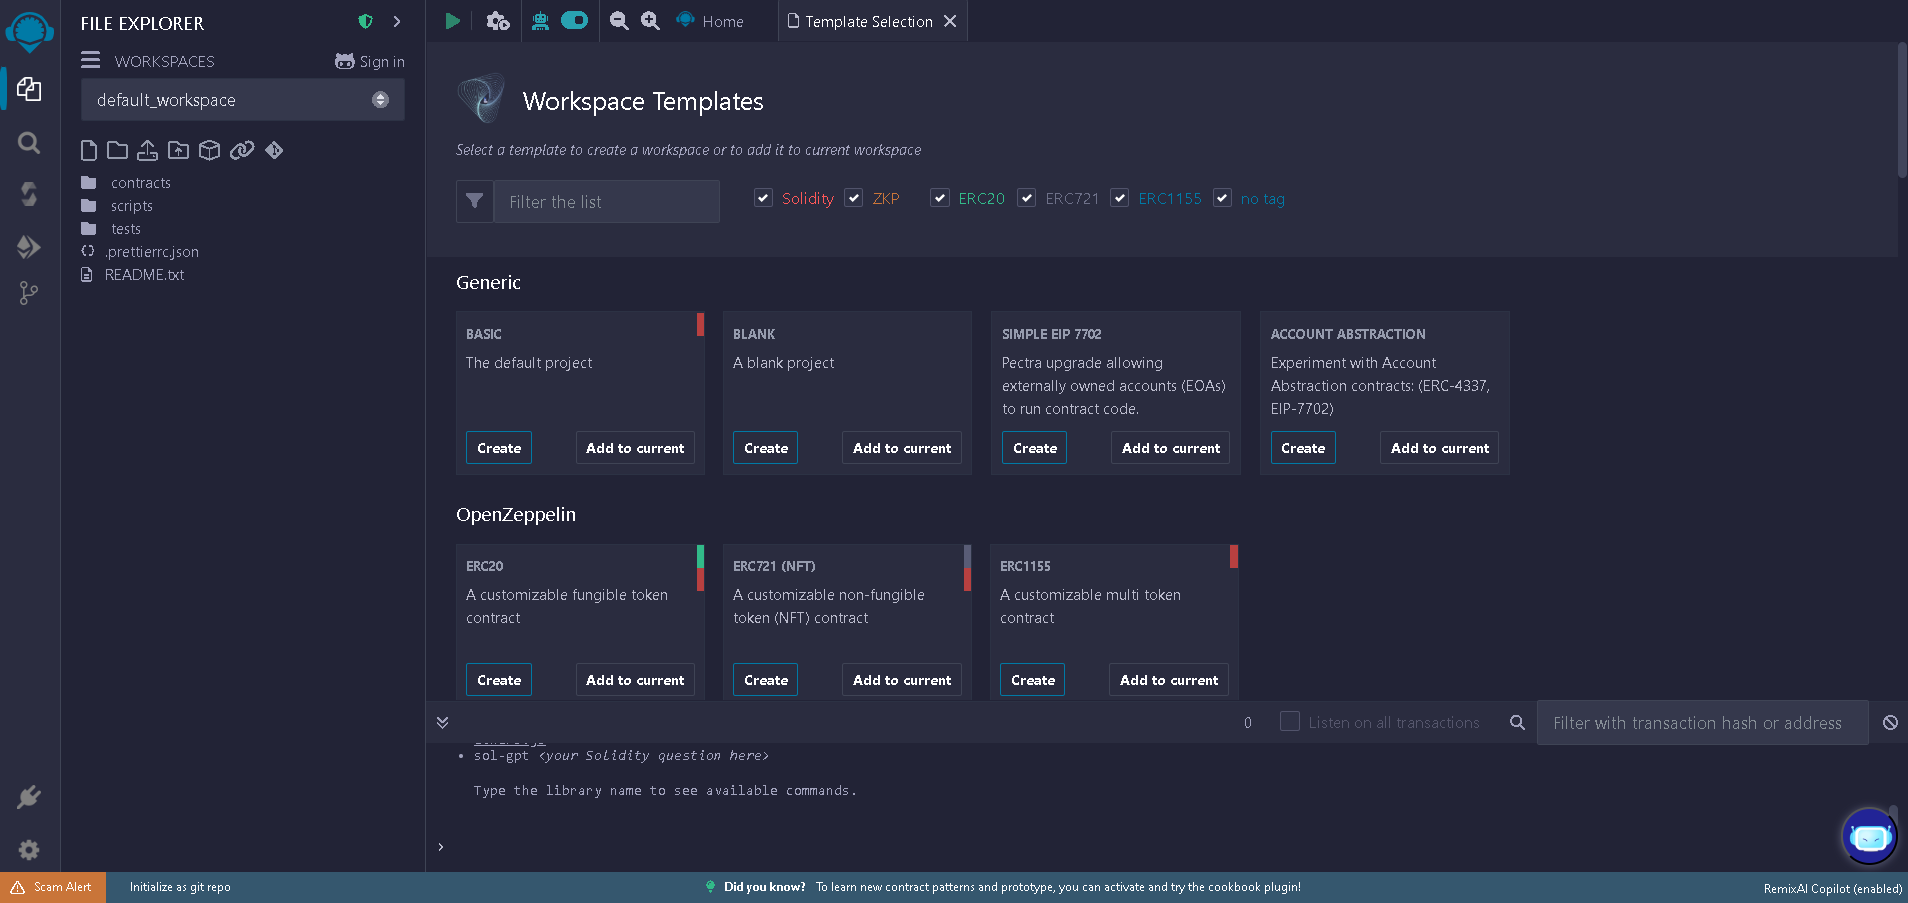 FILE EXPLORER
WORKSPACES
Sign in
default_workspace
contracts
scripts
tests
.prettierrc.json
README.txt
Home
Template Selection
Workspace Templates
Select a template to create a workspace or to add it to current workspace
Filter the list
Solidity
ZKP
ERC20
ERC721
ERC1155
no tag
Generic
BASIC
The default project
Create
Add to current
BLANK
A blank project
Create
Add to current
SIMPLE EIP 7702
Pectra upgrade allowing
externally owned accounts (EOAs)
to run contract code.
Create
Add to current
ACCOUNT ABSTRACTION
Experiment with Account
Abstraction contracts: (ERC-4337,
EIP-7702)
Create
Add to current
OpenZeppelin
ERC20
A customizable fungible token
contract
Create
Add to current
ERC721 (NFT)
A customizable non-fungible
token (NFT) contract
Create
Add to current
ERC1155
A customizable multi token
contract
Create
Add to current
0
Listen on all transactions
Filter with transaction hash or address
• sol-gpt <your Solidity question here>
Type the library name to see available commands.
>
Scam Alert
Initialize as git repo
Did you know? To learn new contract patterns and prototype, you can activate and try the cookbook plugin!
RemixAI Copilot (enabled)